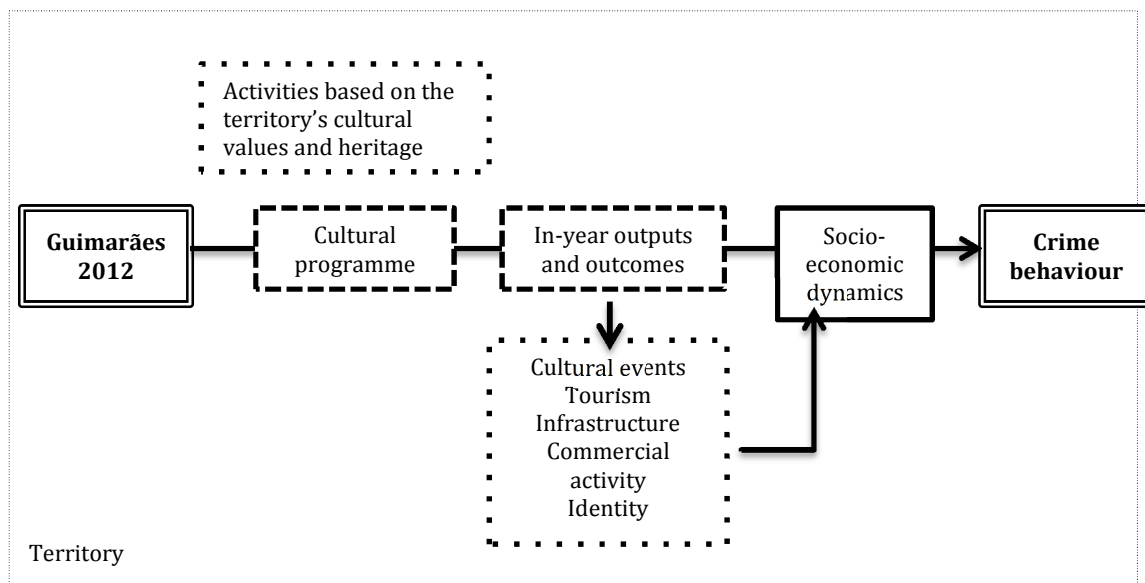 Activities based on the
territory’s cultural
values and heritage
Guimarães
2012
Cultural
programme
In-year outputs
and outcomes
Socio-
economic
dynamics
Crime
behaviour
Cultural events
Tourism
Infrastructure
Commercial
activity
Identity
Territory